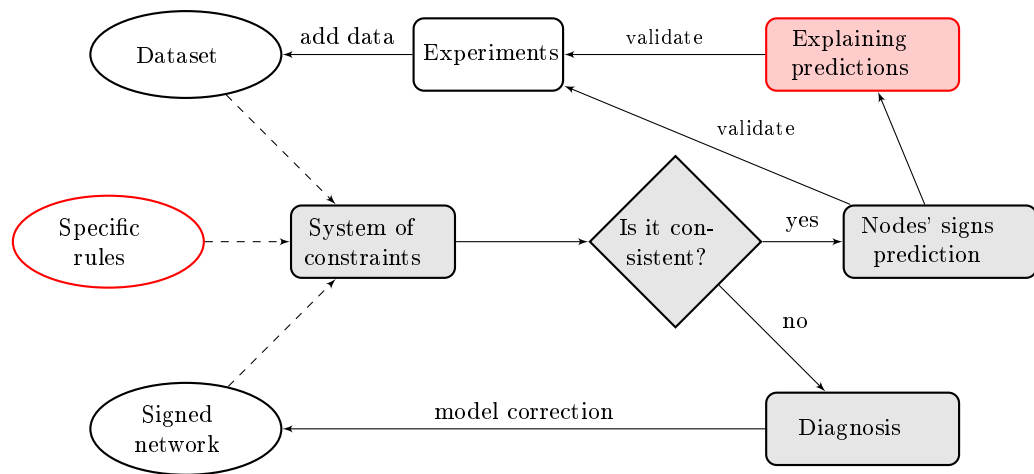 Dataset
add data
Experiments
validate
Explaining
predictions
validate
Specific
rules
System of
constraints
Is it con-
sistent?
yes
Nodes' signs
prediction
no
Signed
network
model correction
Diagnosis